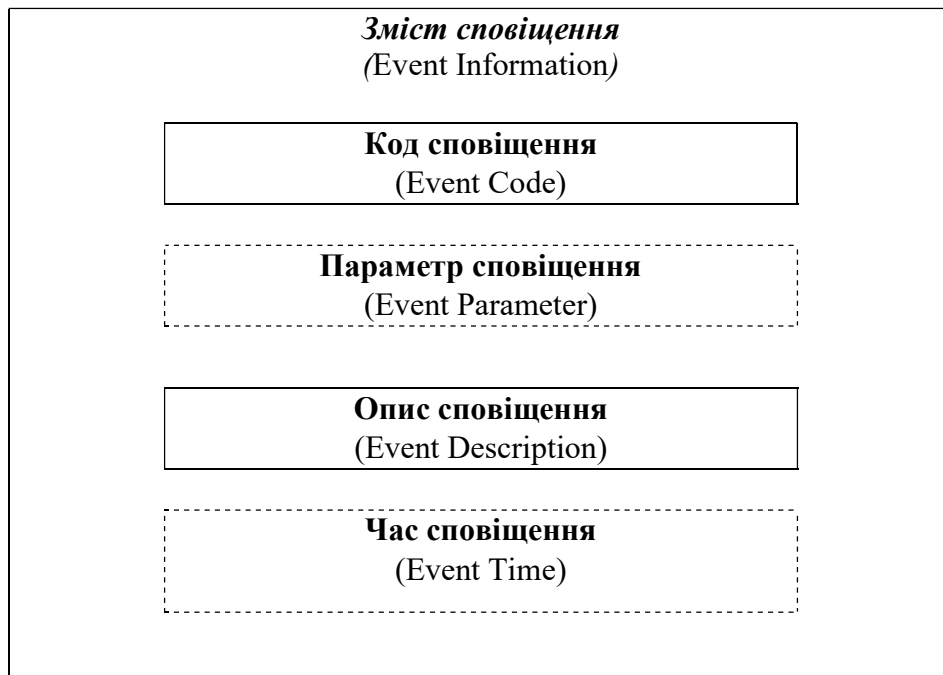 Зміст сповіщення
(Event Information)
Код сповіщення
(Event Code)
Параметр сповіщення
(Event Parameter)
Опис сповіщення
(Event Description)
Час сповіщення
(Event Time)